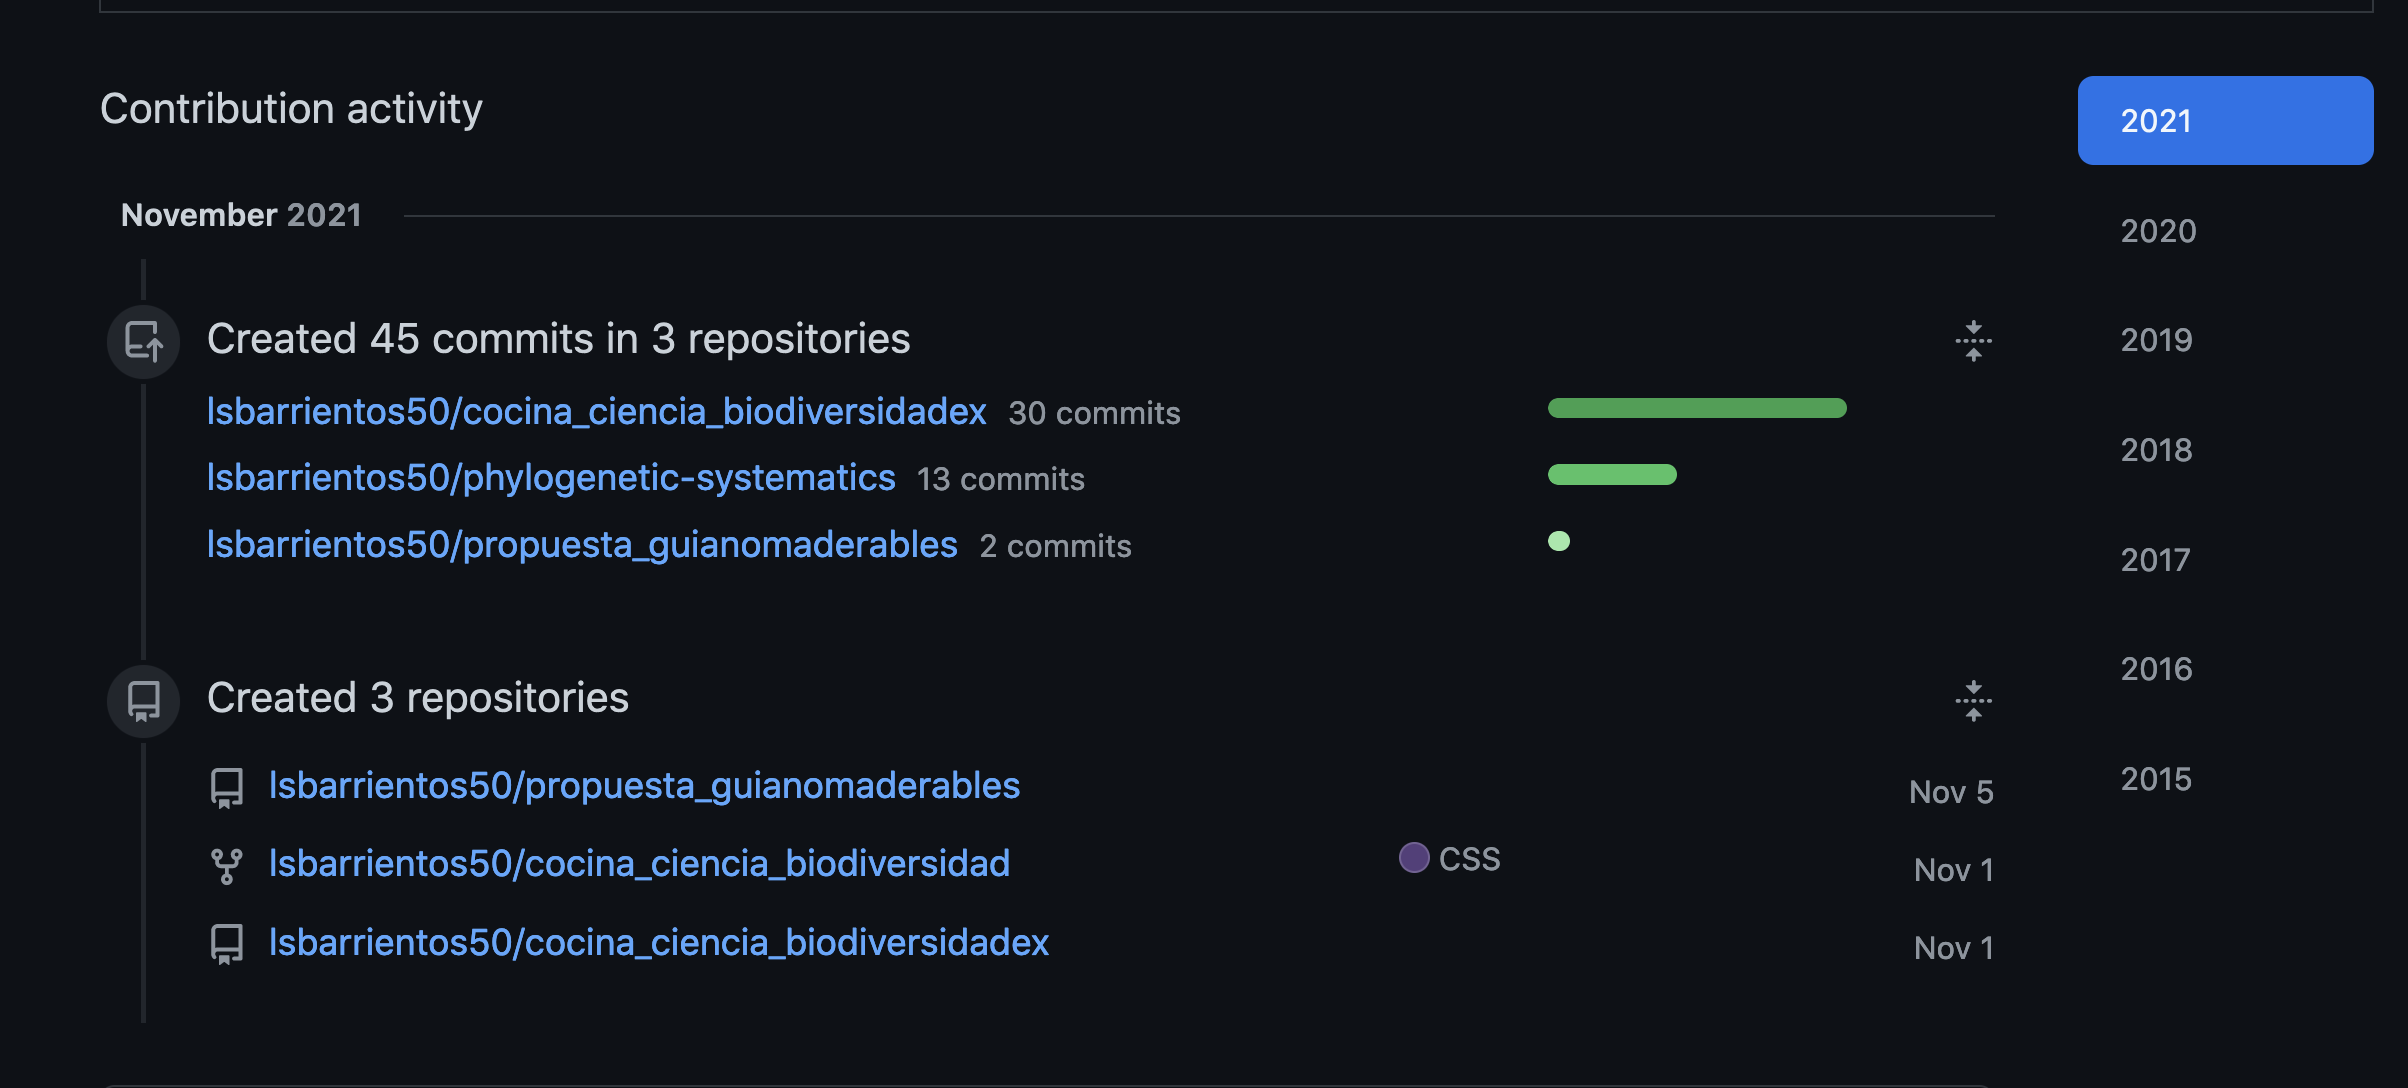 Contribution activity
November 2021
Created 45 commits in 3 repositories
lsbarrientos50/cocina_ciencia_biodiversidadex 30 commits
lsbarrientos50/phylogenetic-systematics 13 commits
lsbarrientos50/propuesta_guianomaderables 2 commits
Created 3 repositories
lsbarrientos50/propuesta_guianomaderables Nov 5
lsbarrientos50/cocina_ciencia_biodiversidad CSS Nov 1
lsbarrientos50/cocina_ciencia_biodiversidadex Nov 1
2021
2020
2019
2018
2017
2016
2015